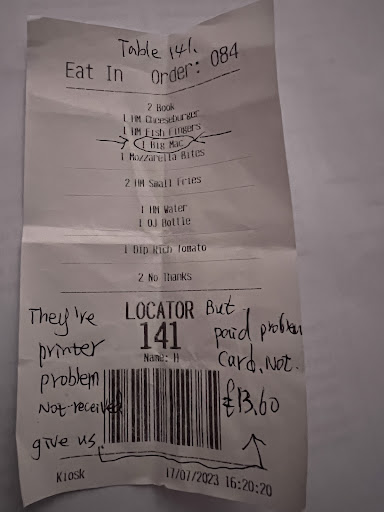 Table 141.
Eat In Order: 084
2 Book
1 HM Cheeseburger
1 HM Fish Fingers
1 Big Mac
1 Mozzarella Bites
2 HM Small Fries
1 HM Water
1 OJ Bottle
1 Dip Rich Tomato
2 No Thanks
LOCATOR
141
Name: H
They're
printer
problem
Not received
give us.
But
paid problem
Card, Not.
£13.60
Kiosk 17/07/2023 16:20:20